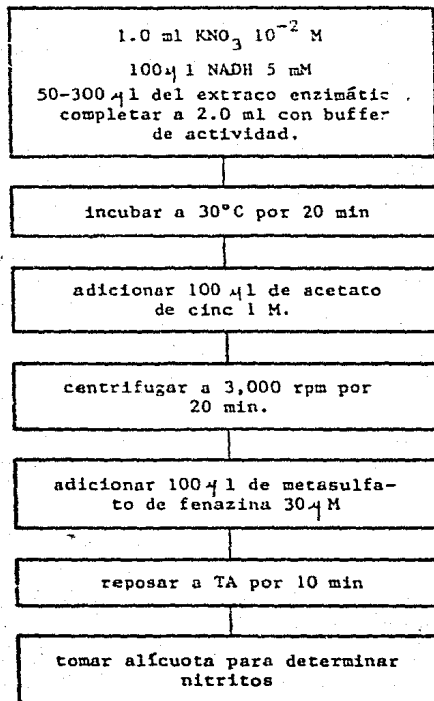 1.0 ml KNO3 10-2 M
100 μl NADH 5 mM
50-300 μl del extraco enzimátic
completar a 2.0 ml con buffer
de actividad.
incubar a 30°C por 20 min
adicionar 100 μl de acetato
de cinc 1 M.
centrifugar a 3,000 rpm por
20 min.
adicionar 100 μl de metasulfa-
to de fenazina 30 μM
reposar a TA por 10 min
tomar alícuota para determinar
nitritos